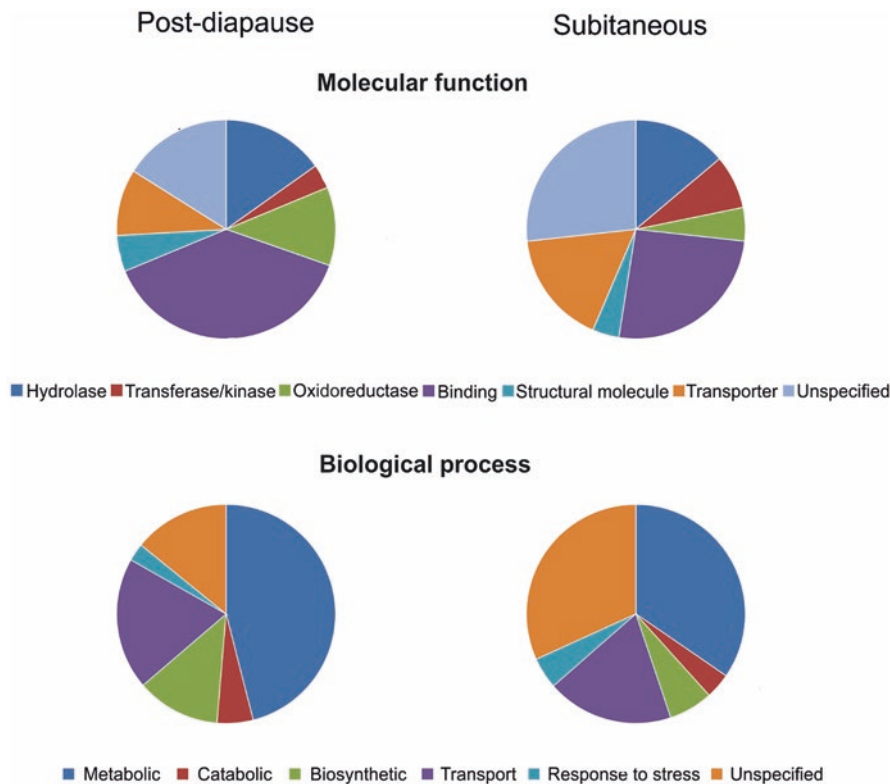 Post-diapause Subitaneous
Molecular function
Hydrolase Transferase/kinase Oxidoreductase Binding Structural molecule Transporter Unspecified
Biological process
Metabolic Catabolic Biosynthetic Transport Response to stress Unspecified